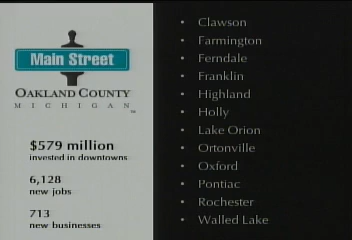 Main Street
OAKLAND COUNTY
MICHIGAN
$579 million
invested in downtowns
6,128
new jobs
713
new businesses
• Clawson
• Farmington
• Ferndale
• Franklin
• Highland
• Holly
• Lake Orion
• Ortonville
• Oxford
• Pontiac
• Rochester
• Walled Lake